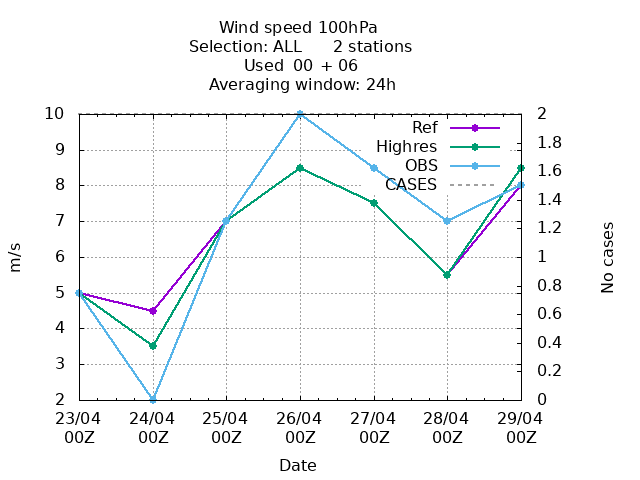 Wind speed 100hPa
Selection: ALL 2 stations
Used 00 + 06
Averaging window: 24h
10
9
8
7
6
5
4
3
2
m/s
2
1.8
1.6
1.4
1.2
1
0.8
0.6
0.4
0.2
0
No cases
Ref
Highres
OBS
CASES
23/04 24/04 25/04 26/04 27/04 28/04 29/04
00Z 00Z 00Z 00Z 00Z 00Z 00Z
Date